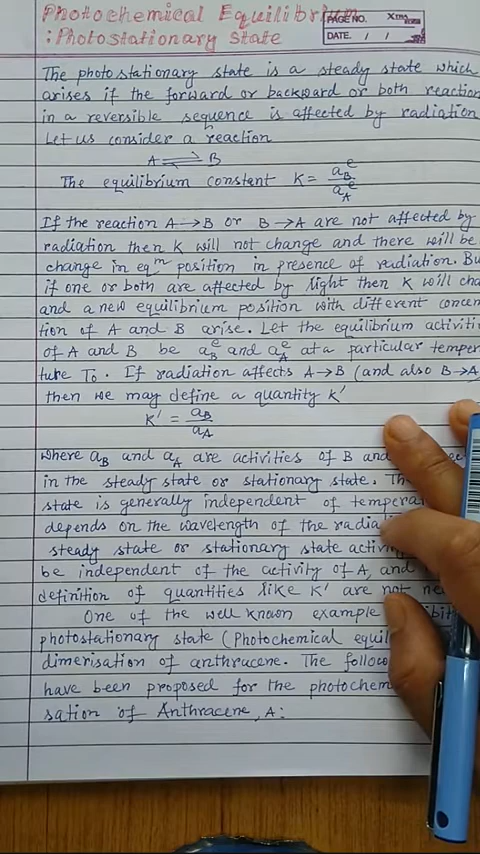 Photochemical Equilibrium
: Photostationary State
PAGE NO.
DATE. / /
The photostationary state is a steady state which
arises if the forward or backward or both reaction
in a reversible sequence is affected by radiation
Let us consider a reaction
A ⇌ B
The equilibrium constant K = a_B^e / a_A^e
If the reaction A → B or B → A are not affected by
radiation then K will not change and there will be
change in eqm position in presence of radiation. Bu
if one or both are affected by light then K will cha
and a new equilibrium position with different concen
tion of A and B arise. Let the equilibrium activiti
of A and B be a_B^e and a_A^e at a particular temper
ture T₀. If radiation affects A → B (and also B → A
then we may define a quantity K'
K' = a_B / a_A
where a_B and a_A are activities of B and
in the steady state or stationary state. Th
state is generally independent of tempera
depends on the wavelength of the radia
steady state or stationary state activ
be independent of the activity of A, and
definition of quantities like K' are not ne
One of the well known example
photostationary state (Photochemical equil
dimerisation of anthracene. The follow
have been proposed for the photochem
sation of Anthracene, A: